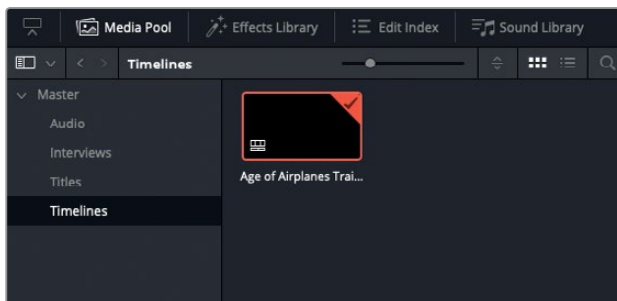 Media Pool Effects Library Edit Index Sound Library
Timelines
Master
Audio
Interviews
Titles
Timelines
Age of Airplanes Trai...